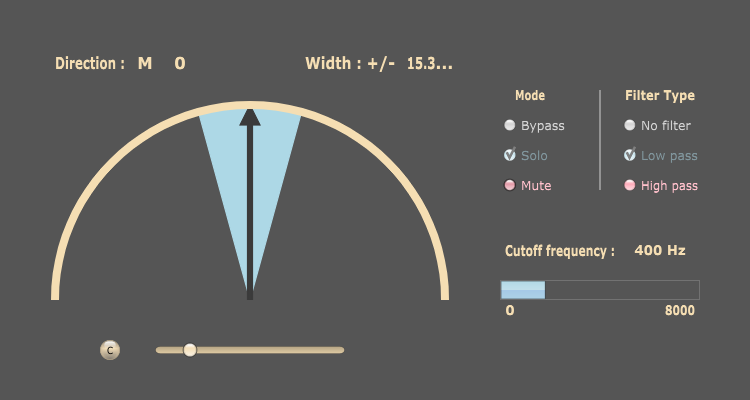 Direction : M 0
Width : +/- 15.3...
Mode
Bypass
Solo
Mute
Filter Type
No filter
Low pass
High pass
Cutoff frequency : 400 Hz
0 8000
C